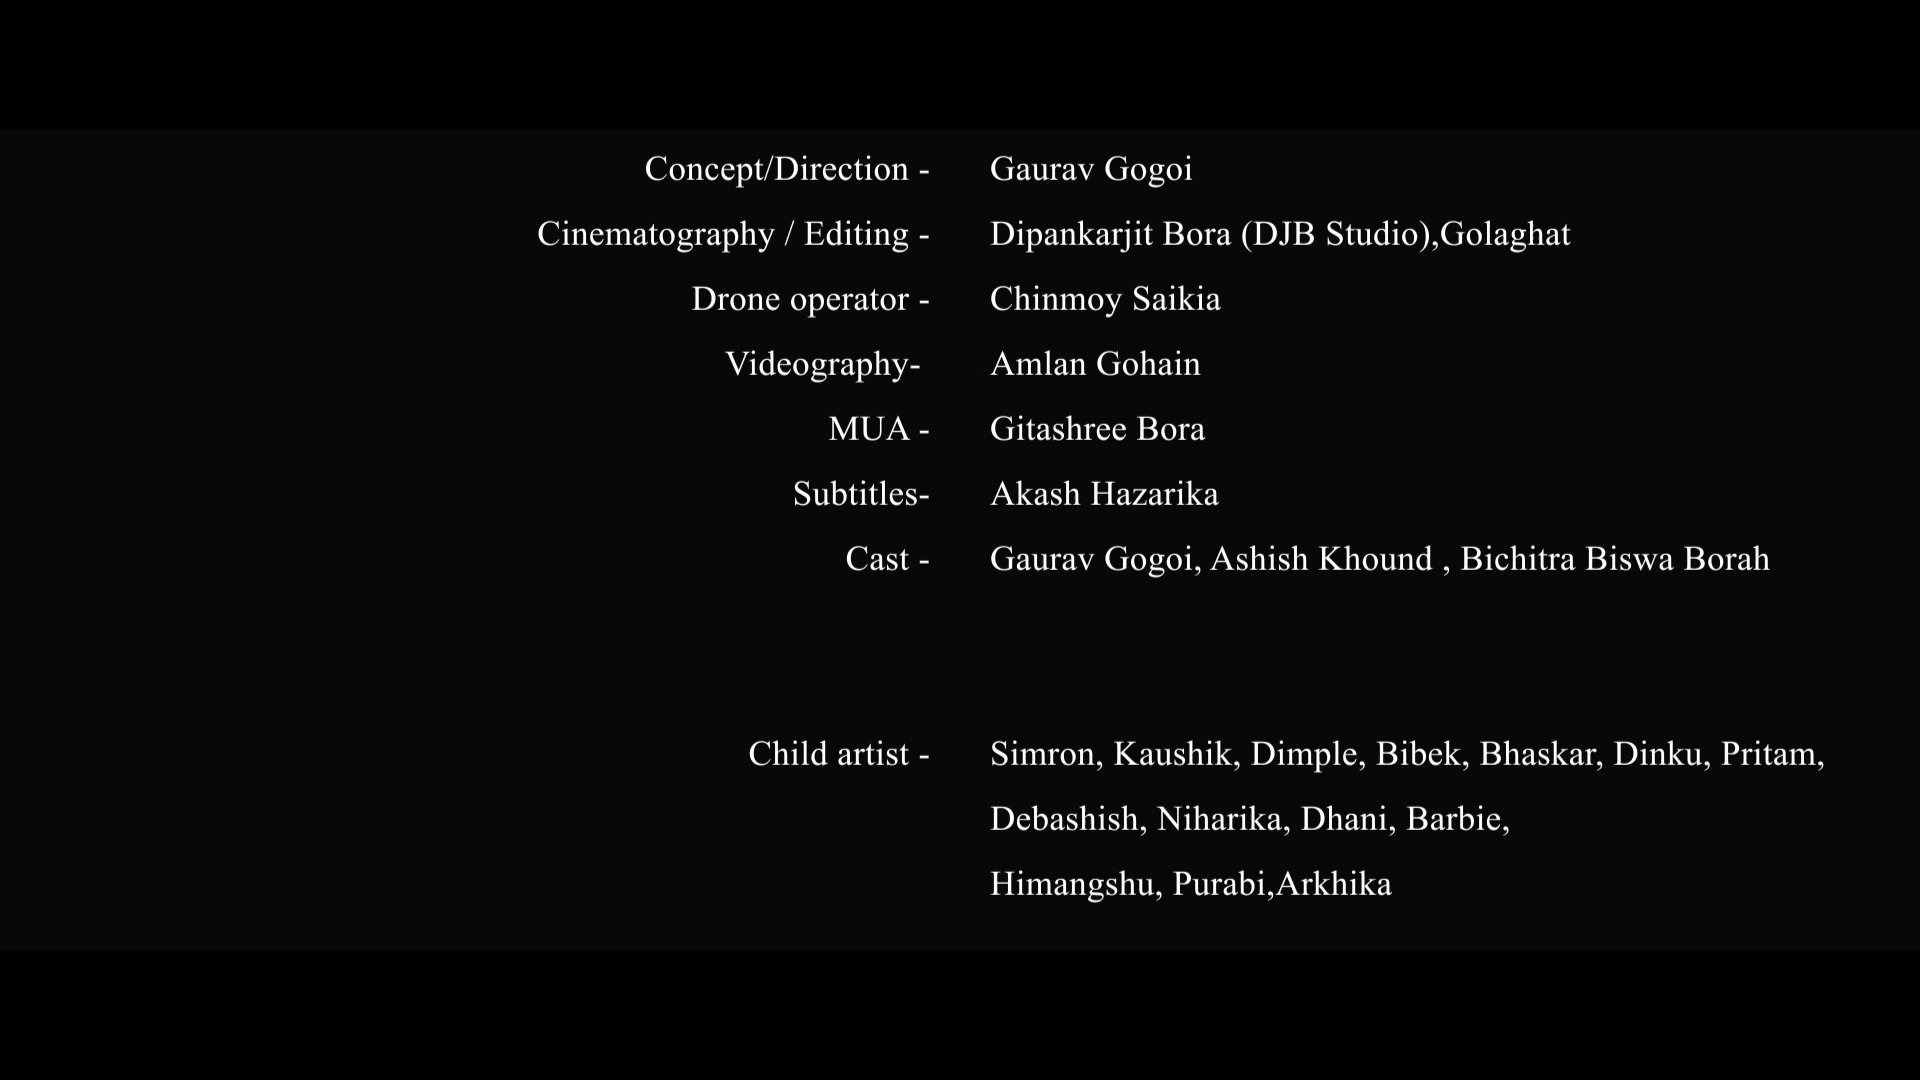 Concept/Direction - Gaurav Gogoi
Cinematography / Editing - Dipankarjit Bora (DJB Studio),Golaghat
Drone operator - Chinmoy Saikia
Videography- Amlan Gohain
MUA - Gitashree Bora
Subtitles- Akash Hazarika
Cast - Gaurav Gogoi, Ashish Khound , Bichitra Biswa Borah
Child artist - Simron, Kaushik, Dimple, Bibek, Bhaskar, Dinku, Pritam,
Debashish, Niharika, Dhani, Barbie,
Himangshu, Purabi,Arkhika